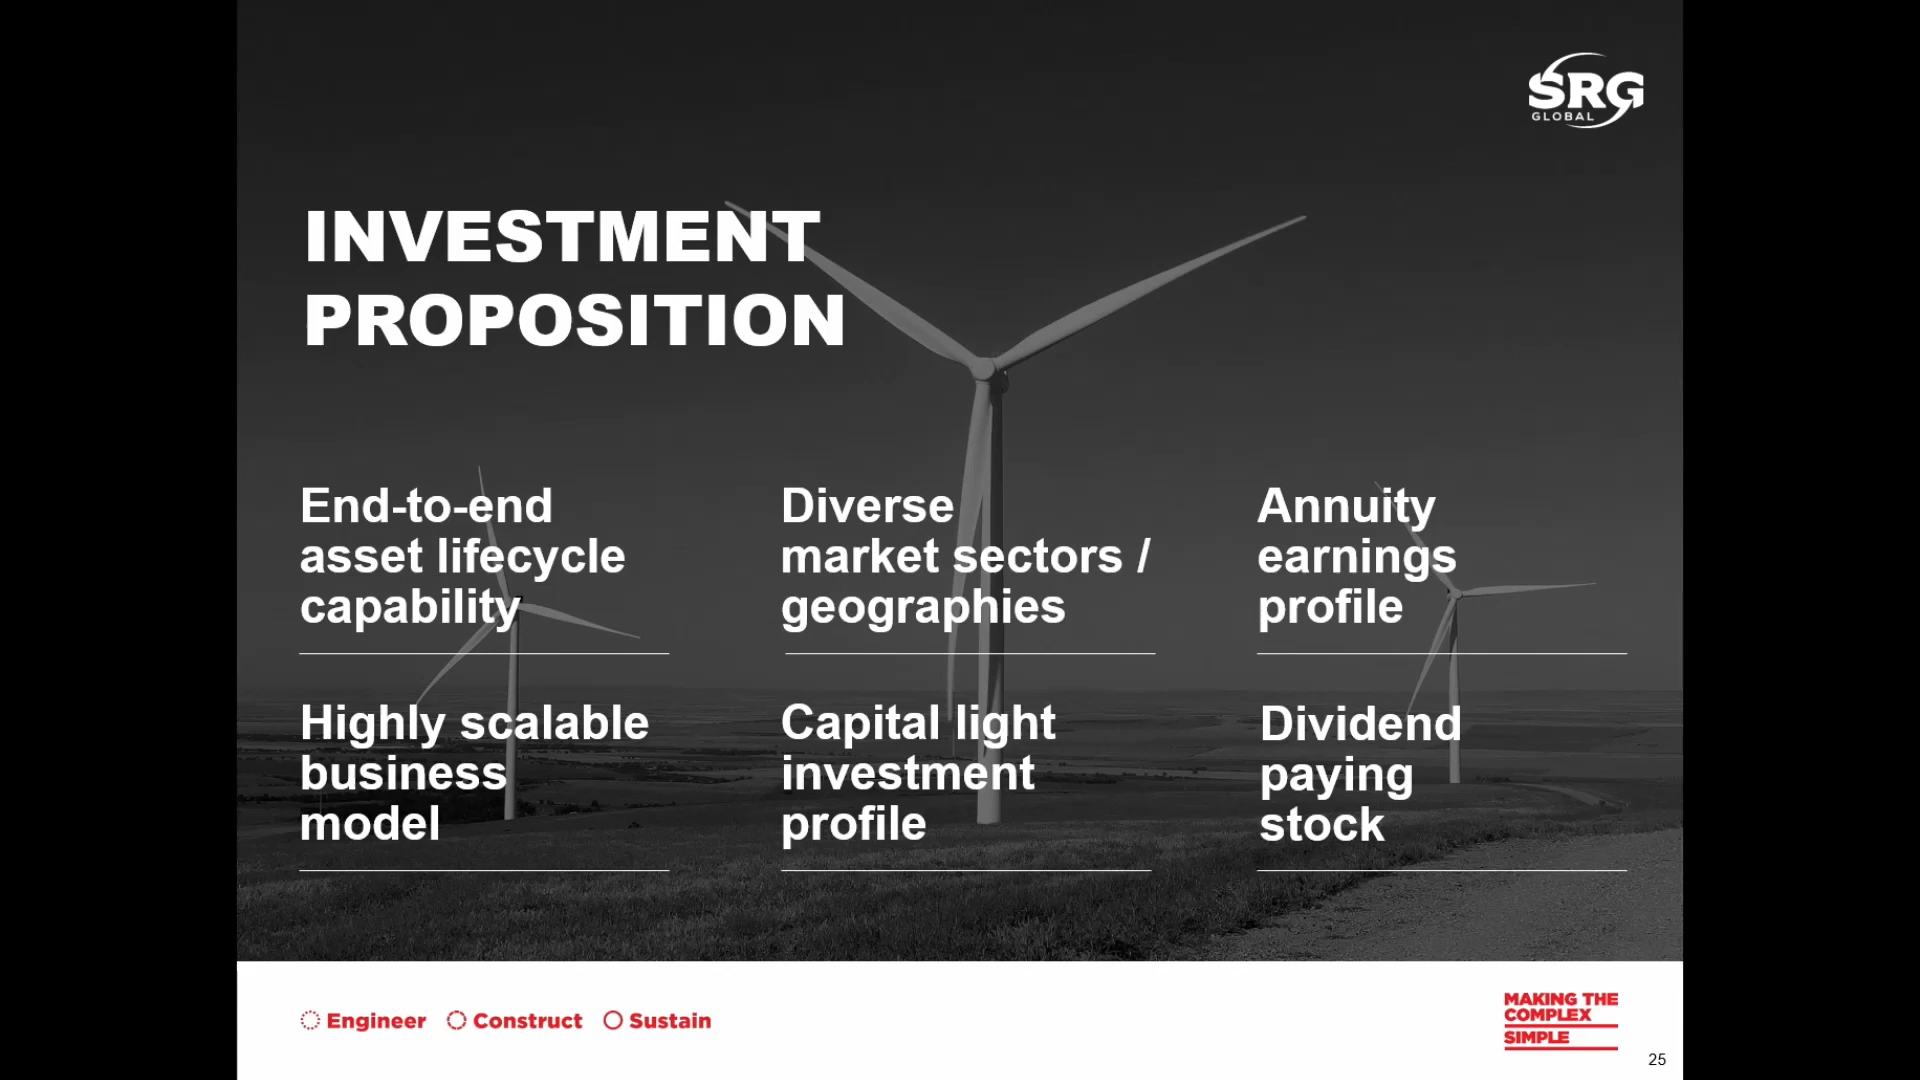 SRG
GLOBAL
INVESTMENT
PROPOSITION
End-to-end
asset lifecycle
capability
Diverse
market sectors /
geographies
Annuity
earnings
profile
Highly scalable
business
model
Capital light
investment
profile
Dividend
paying
stock
Engineer Construct Sustain
MAKING THE
COMPLEX
SIMPLE
25